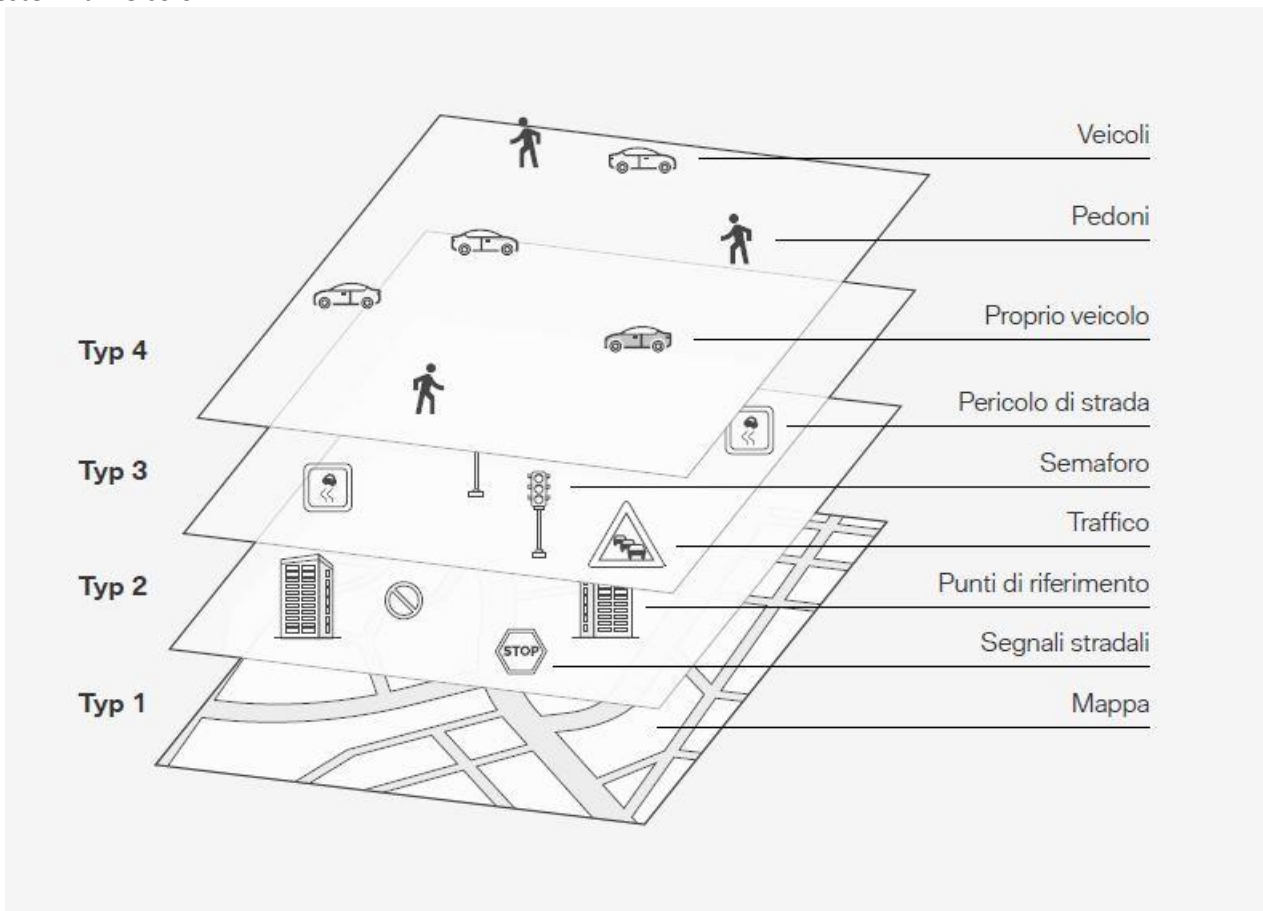 Veicoli
Pedoni
Proprio veicolo
Typ 4
Pericolo di strada
Typ 3
Semaforo
Traffico
Typ 2
Punti di riferimento
STOP
Segnali stradali
Typ 1
Mappa